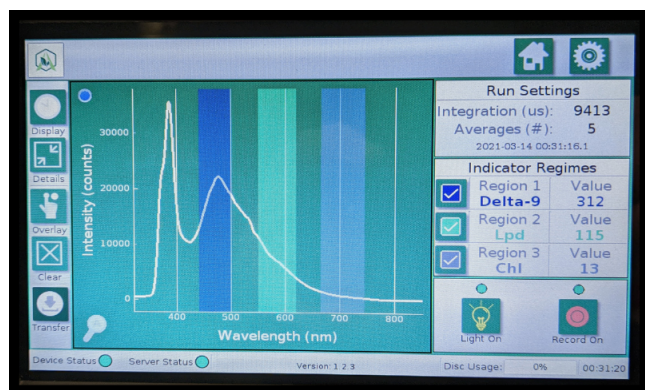 Display
Details
Overlay
Clear
Transfer
Intensity (counts)
30000
20000
10000
0
400 500 600 700 800
Wavelength (nm)
Run Settings
Integration (us): 9413
Averages (#): 5
2021-03-14 00:31:16.1
Indicator Regimes
Region 1 Value
Delta-9 312
Region 2 Value
Lpd 115
Region 3 Value
Chl 13
Light On
Record On
Device Status
Server Status
Version: 1 2 3
Disc Usage: 0%
00:31:20